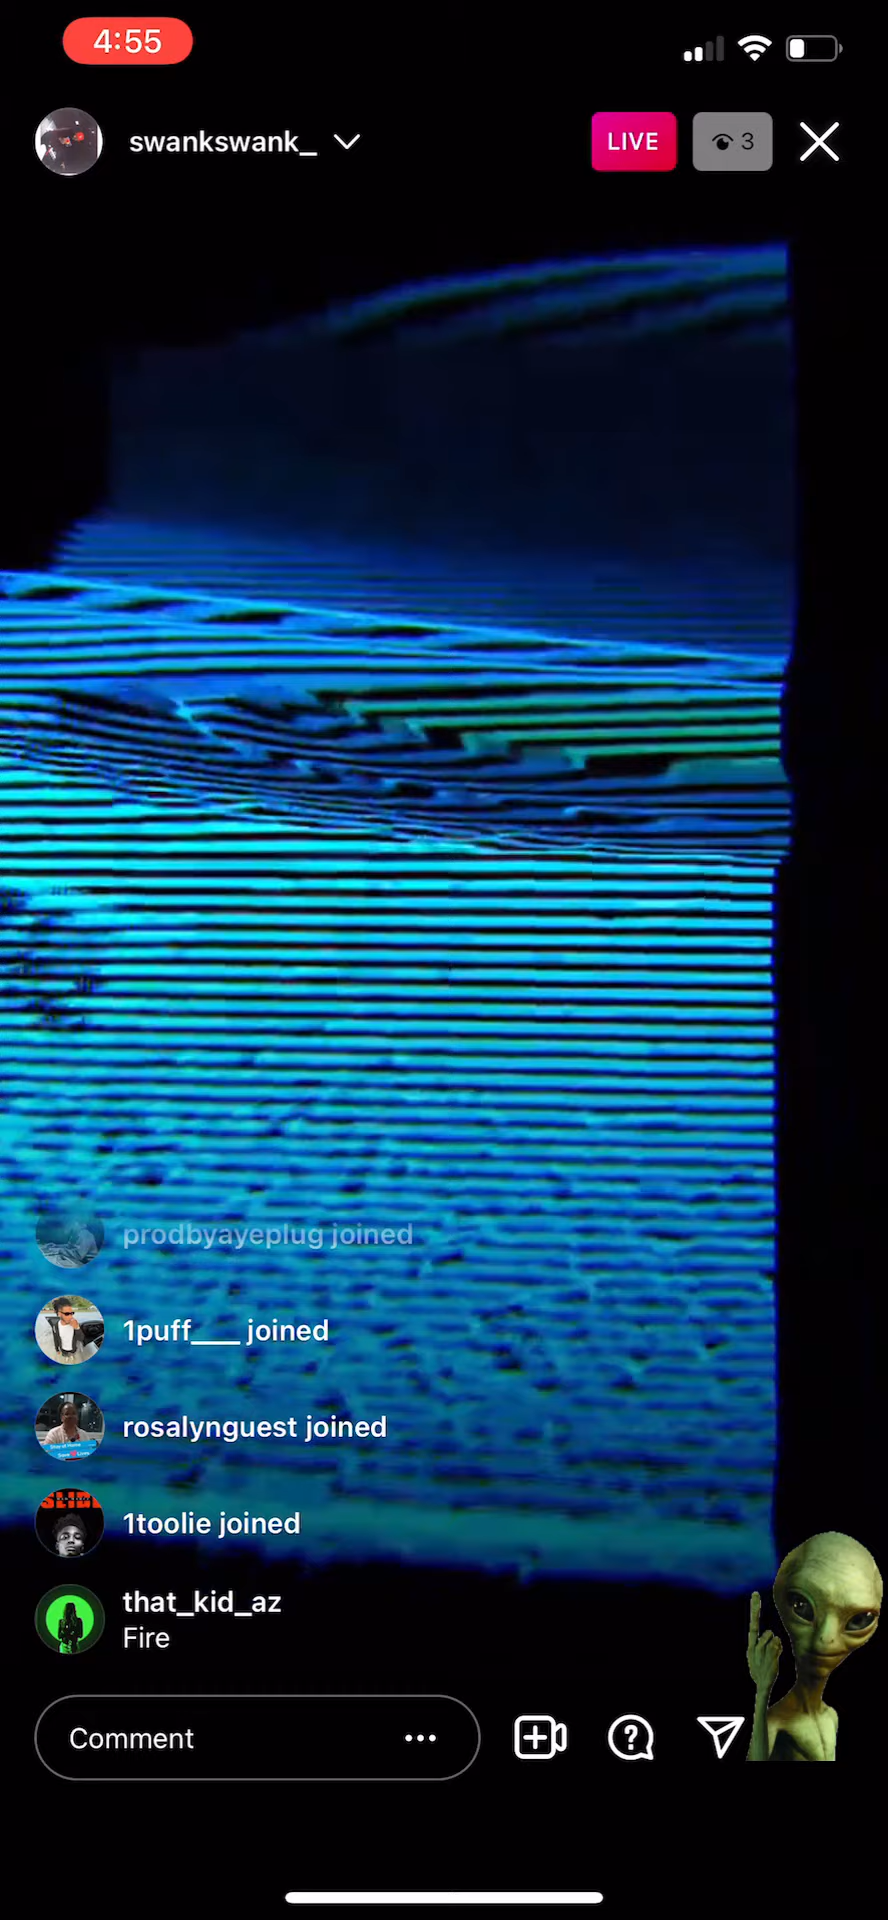 4:55
swankswank_
LIVE
3
prodbyayeplug joined
1puff___ joined
rosalynguest joined
1toolie joined
that_kid_az
Fire
Comment